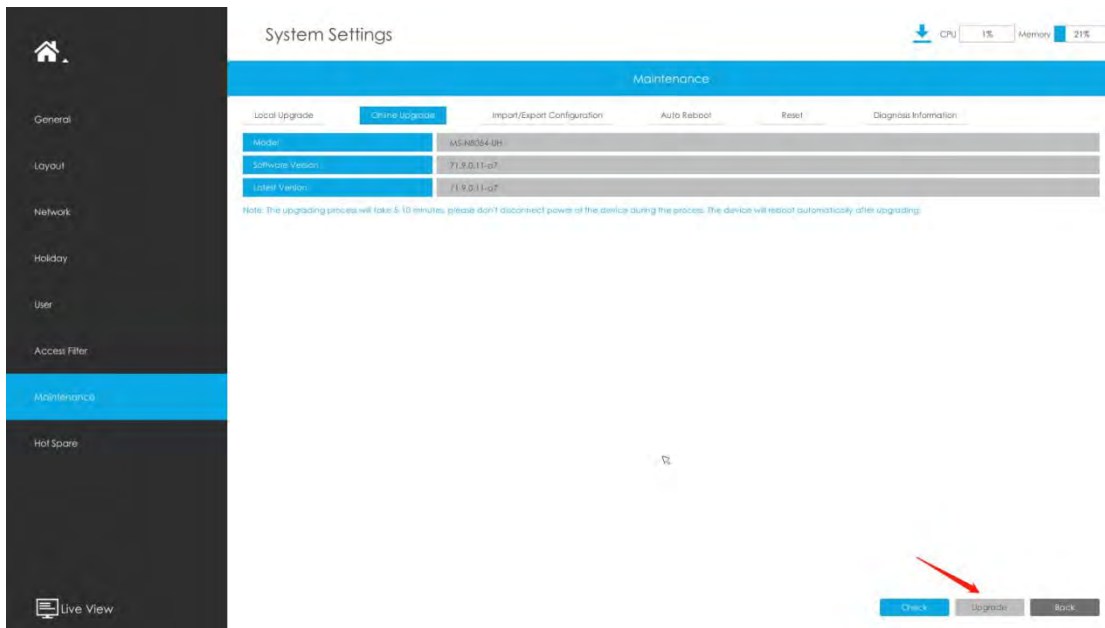 System Settings
CPU 1% Memory 21%
Maintenance
General
Layout
Network
Holiday
User
Access Filter
Maintenance
Hot Spare
Live View
Local Upgrade Online Upgrade Import/Export Configuration Auto Reboot Reset Diagnosis Information
Model MS-N8064-UH
Software Version 71.9.0.11-a7
Latest Version 71.9.0.11-a7
Note: The upgrading process will take 5-10 minutes, please don't disconnect power of the device during the process. The device will reboot automatically after upgrading.
Check Upgrade Back